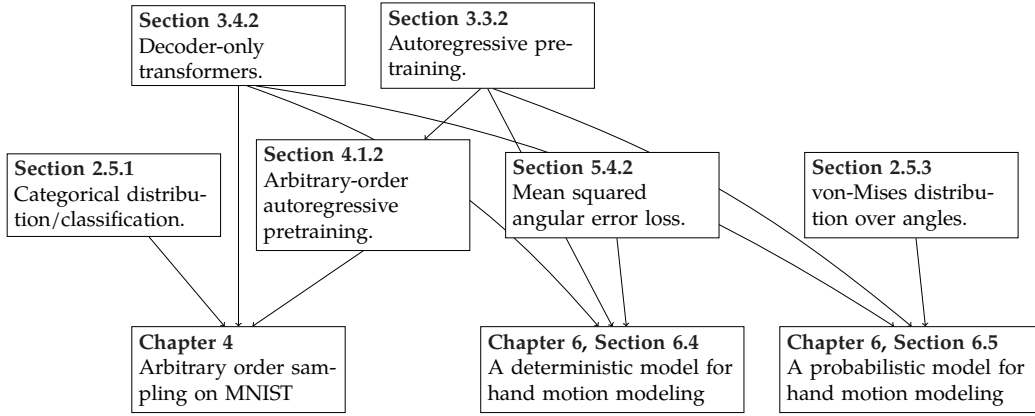 Section 3.4.2
Decoder-only
transformers.
Section 3.3.2
Autoregressive pre-
training.
Section 2.5.1
Categorical distribu-
tion/classification.
Section 4.1.2
Arbitrary-order
autoregressive
pretraining.
5.4.2
Mean squared
angular error loss.
Section 2.5.3
von-Mises distribu-
tion over angles.
Chapter 4
Arbitrary order sam-
pling on MNIST
Chapter 6, Section 6.4
A deterministic model for
hand motion modeling
Chapter 6, Section 6.5
A probabilistic model for
hand motion modeling